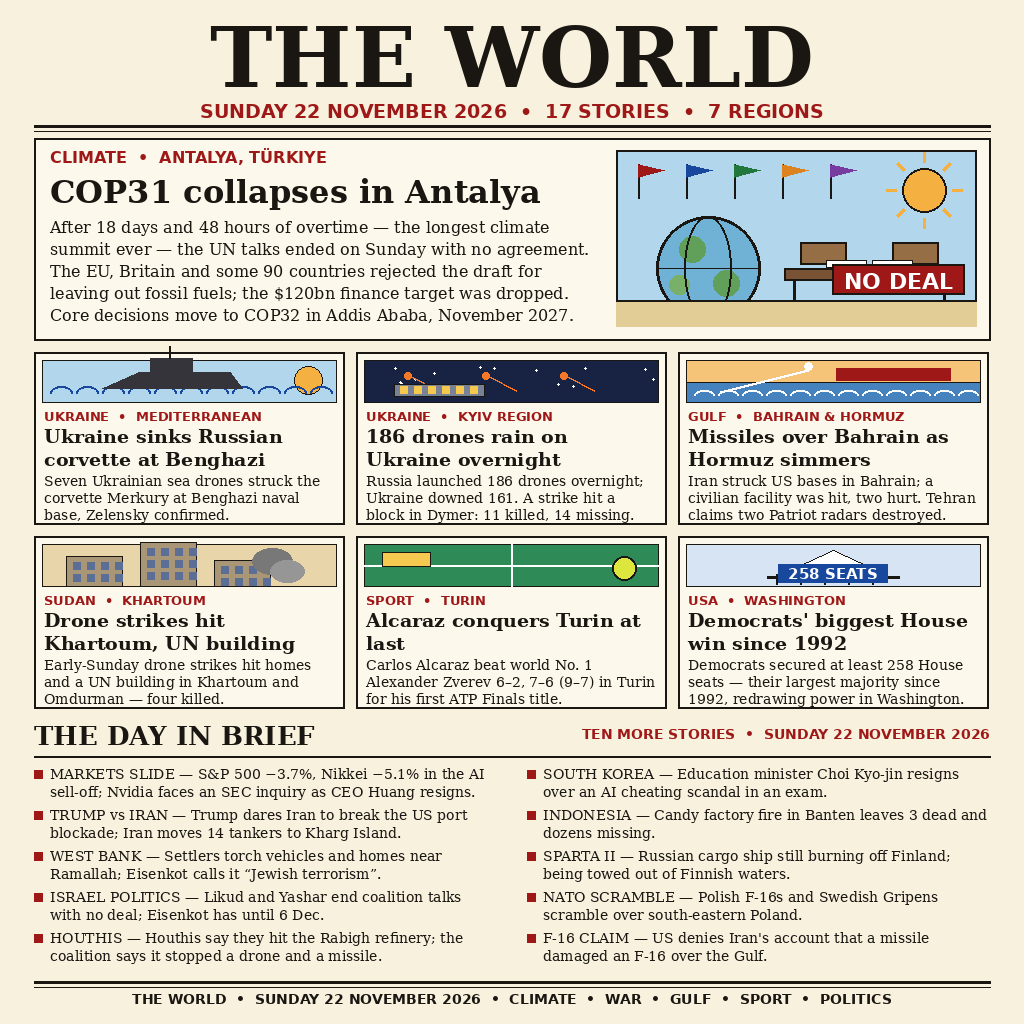 THE WORLD
SUNDAY 22 NOVEMBER 2026 • 17 STORIES • 7 REGIONS
CLIMATE • ANTALYA, TÜRKIYE
COP31 collapses in Antalya
After 18 days and 48 hours of overtime — the longest climate
summit ever — the UN talks ended on Sunday with no agreement.
The EU, Britain and some 90 countries rejected the draft for
leaving out fossil fuels; the $120bn finance target was dropped.
Core decisions move to COP32 in Addis Ababa, November 2027.
NO DEAL
UKRAINE • MEDITERRANEAN
Ukraine sinks Russian
corvette at Benghazi
Seven Ukrainian sea drones struck the
corvette Merkury at Benghazi naval
base, Zelensky confirmed.
UKRAINE • KYIV REGION
186 drones rain on
Ukraine overnight
Russia launched 186 drones overnight;
Ukraine downed 161. A strike hit a
block in Dymer: 11 killed, 14 missing.
GULF • BAHRAIN & HORMUZ
Missiles over Bahrain as
Hormuz simmers
Iran struck US bases in Bahrain; a
civilian facility was hit, two hurt. Tehran
claims two Patriot radars destroyed.
SUDAN • KHARTOUM
Drone strikes hit
Khartoum, UN building
Early-Sunday drone strikes hit homes
and a UN building in Khartoum and
Omdurman — four killed.
SPORT • TURIN
Alcaraz conquers Turin at
last
Carlos Alcaraz beat world No. 1
Alexander Zverev 6–2, 7–6 (9–7) in Turin
for his first ATP Finals title.
258 SEATS
USA • WASHINGTON
Democrats' biggest House
win since 1992
Democrats secured at least 258 House
seats — their largest majority since
1992, redrawing power in Washington.
THE DAY IN BRIEF
TEN MORE STORIES • SUNDAY 22 NOVEMBER 2026
MARKETS SLIDE — S&P 500 −3.7%, Nikkei −5.1% in the AI
sell-off; Nvidia faces an SEC inquiry as CEO Huang resigns.
TRUMP vs IRAN — Trump dares Iran to break the US port
blockade; Iran moves 14 tankers to Kharg Island.
WEST BANK — Settlers torch vehicles and homes near
Ramallah; Eisenkot calls it “Jewish terrorism”.
ISRAEL POLITICS — Likud and Yashar end coalition talks
with no deal; Eisenkot has until 6 Dec.
HOUTHIS — Houthis say they hit the Rabigh refinery; the
coalition says it stopped a drone and a missile.
SOUTH KOREA — Education minister Choi Kyo-jin resigns
over an AI cheating scandal in an exam.
INDONESIA — Candy factory fire in Banten leaves 3 dead and
dozens missing.
SPARTA II — Russian cargo ship still burning off Finland;
being towed out of Finnish waters.
NATO SCRAMBLE — Polish F-16s and Swedish Gripens
scramble over south-eastern Poland.
F-16 CLAIM — US denies Iran's account that a missile
damaged an F-16 over the Gulf.
THE WORLD • SUNDAY 22 NOVEMBER 2026 • CLIMATE • WAR • GULF • SPORT • POLITICS